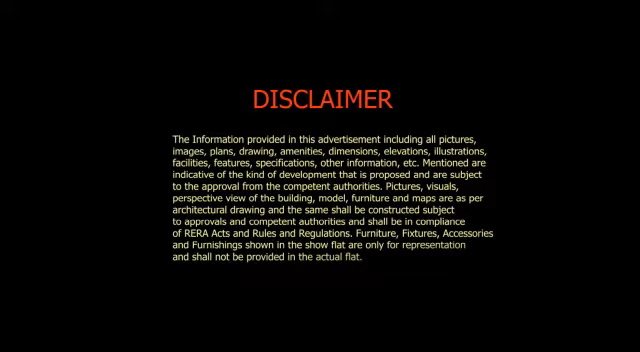 DISCLAIMER
The Information provided in this advertisement including all pictures,
images, plans, drawing, amenities, dimensions, elevations, illustrations,
facilities, features, specifications, other information, etc. Mentioned are
indicative of the kind of development that is proposed and are subject
to the approval from the competent authorities. Pictures, visuals,
perspective view of the building, model, furniture and maps are as per
architectural drawing and the same shall be constructed subject
to approvals and competent authorities and shall be in compliance
of RERA Acts and Rules and Regulations. Furniture, Fixtures, Accessories
and Furnishings shown in the show flat are only for representation
and shall not be provided in the actual flat.